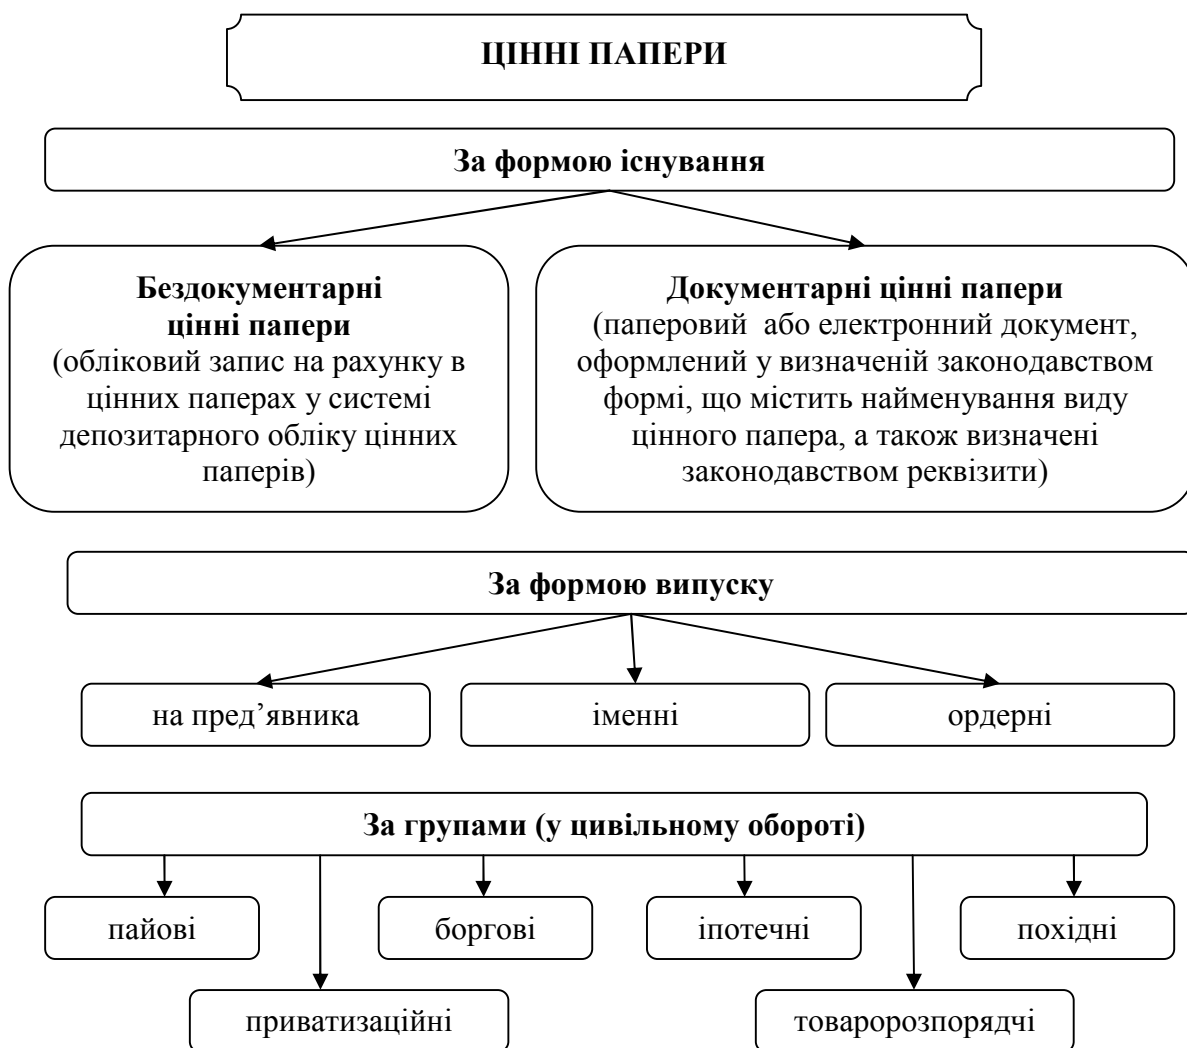 ЦІННІ ПАПЕРИ
За формою існування
Бездокументарні
цінні папери
(обліковий запис на рахунку в
цінних паперах у системі
депозитарного обліку цінних
паперів)
Документарні цінні папери
(паперовий або електронний документ,
оформлений у визначеній законодавством
формі, що містить найменування виду
цінного папера, а також визначені
законодавством реквізити)
За формою випуску
на пред’явника
іменні
ордерні
За групами (у цивільному обороті)
пайові
боргові
іпотечні
похідні
приватизаційні
товаророзпорядчі